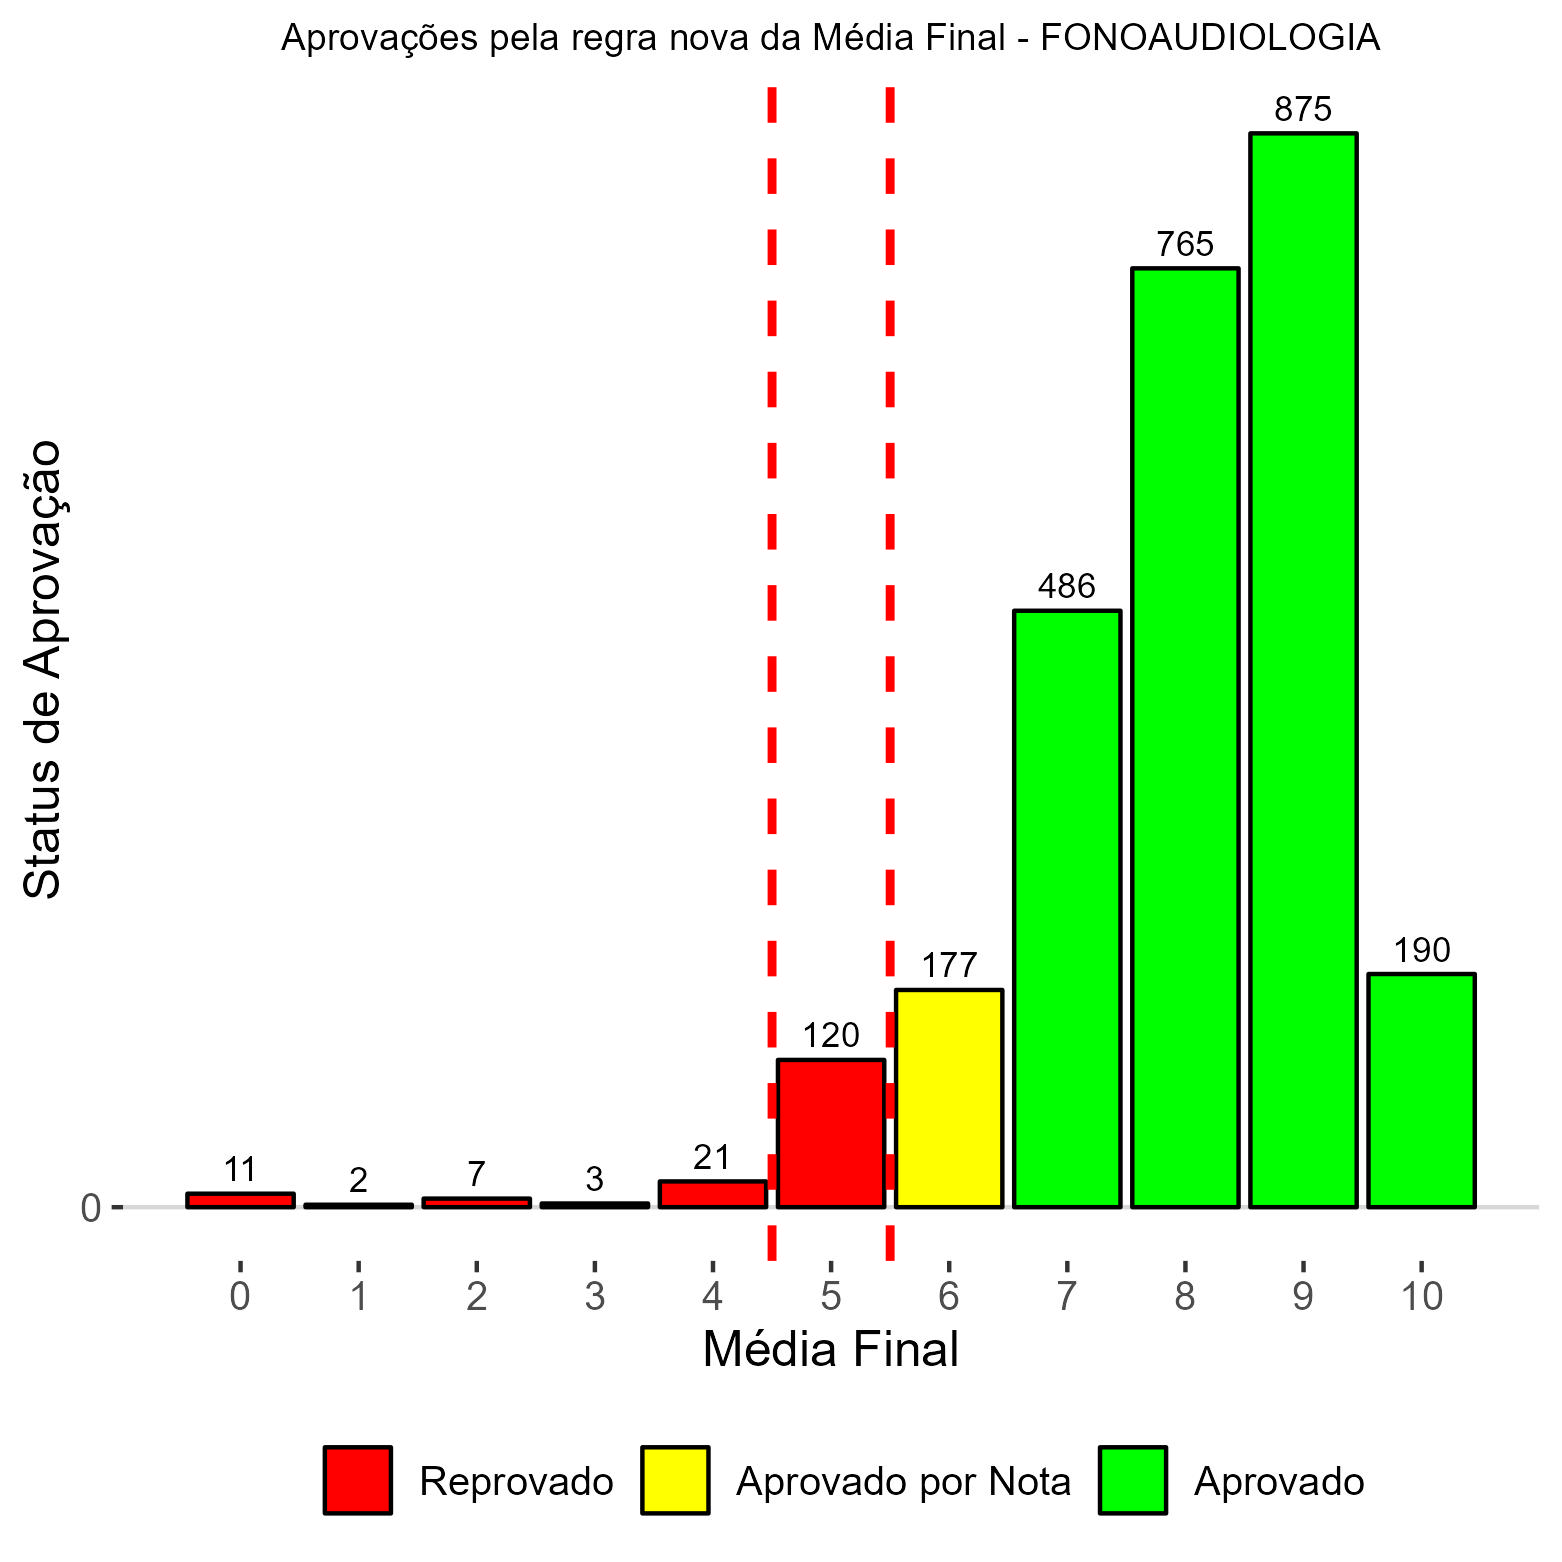 Aprovações pela regra nova da Média Final - FONOAUDIOLOGIA
875
765
486
190
177
120
21
11
7
3
2
Status de Aprovação
0
0 1 2 3 4 5 6 7 8 9 10
Média Final
Reprovado Aprovado por Nota Aprovado